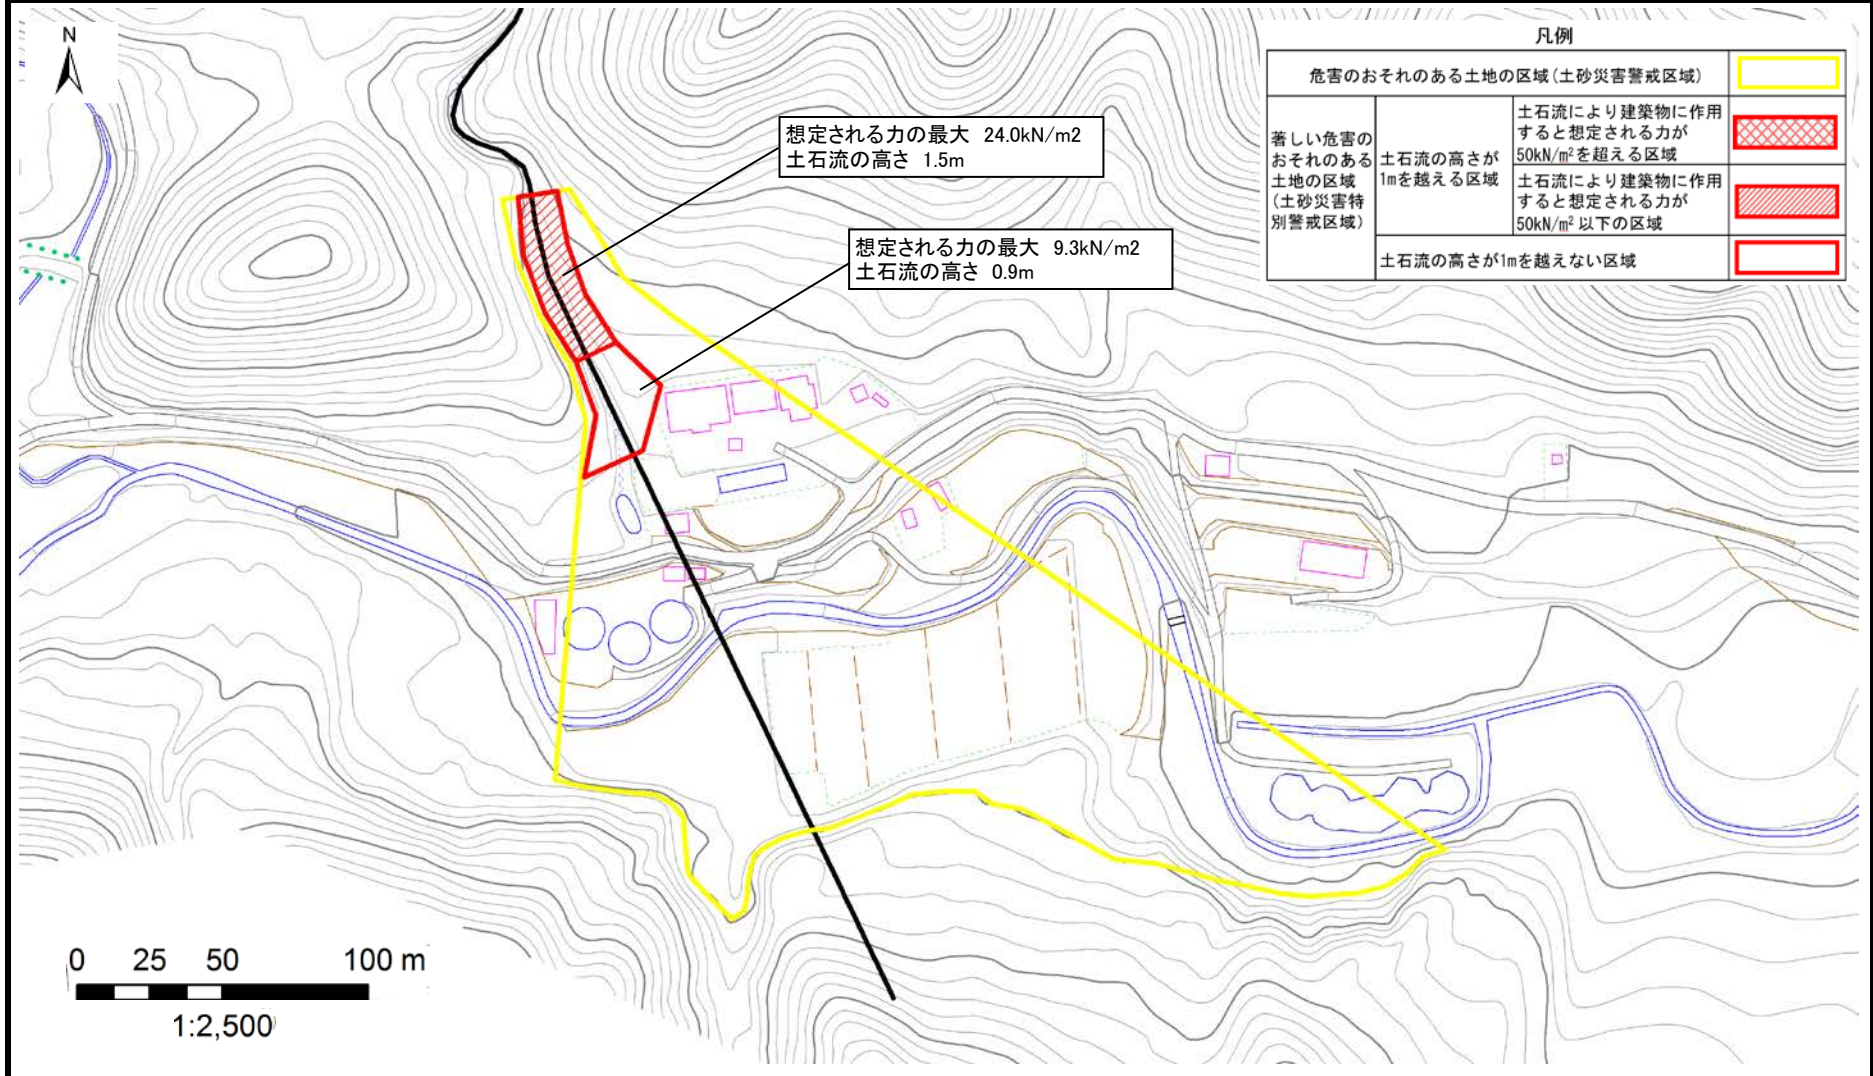 N
凡例
危害のおそれのある土地の区域(土砂災害警戒区域)
著しい危害の
おそれのある
土地の区域
(土砂災害特
別警戒区域)
土石流の高さが
1mを越える区域
土石流により建築物に作用
すると想定される力が
50kN/m²を超える区域
土石流により建築物に作用
すると想定される力が
50kN/m² 以下の区域
土石流の高さが1mを越えない区域
想定される力の最大 24.0kN/m2
土石流の高さ 1.5m
想定される力の最大 9.3kN/m2
土石流の高さ 0.9m
0 25 50 100 m
1:2,500